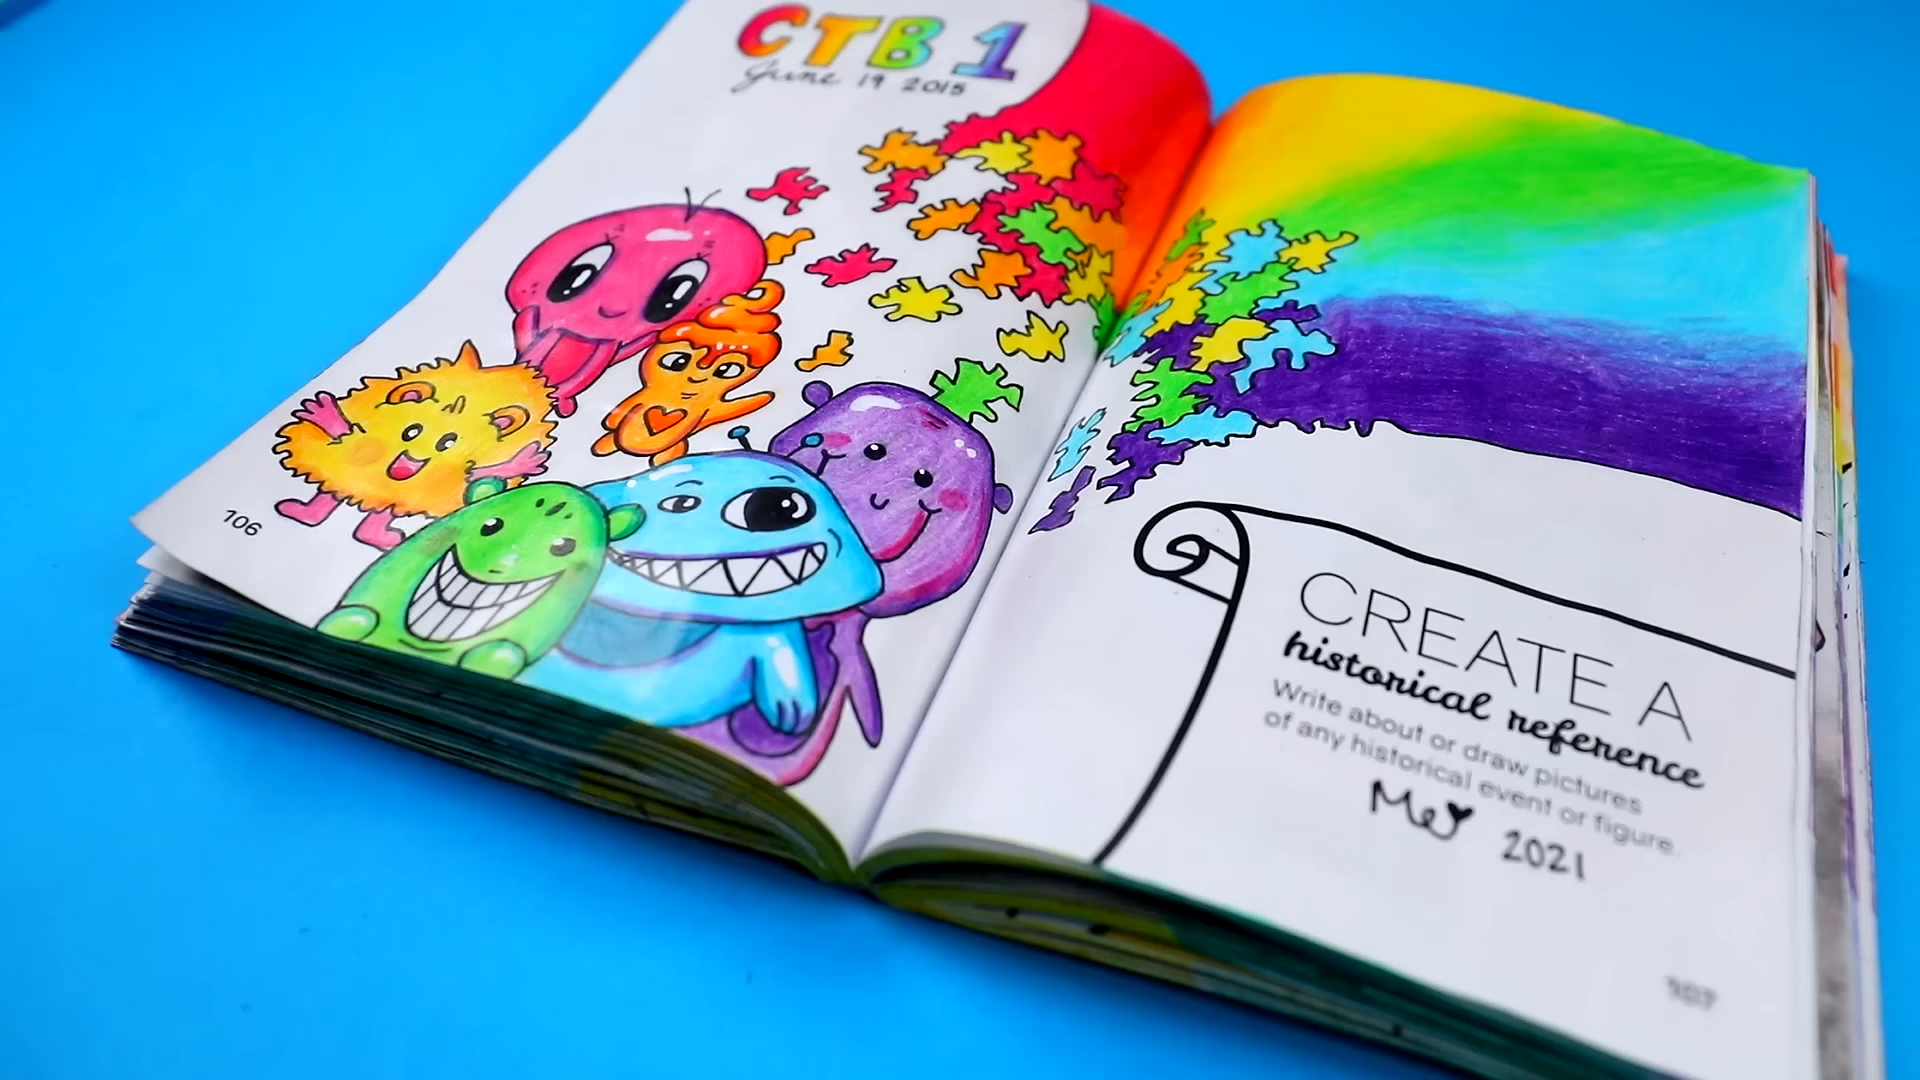 CTB 1
June 19 2015
106
CREATE A
historical reference
Write about or draw pictures
of any historical event or figure.
2021
107